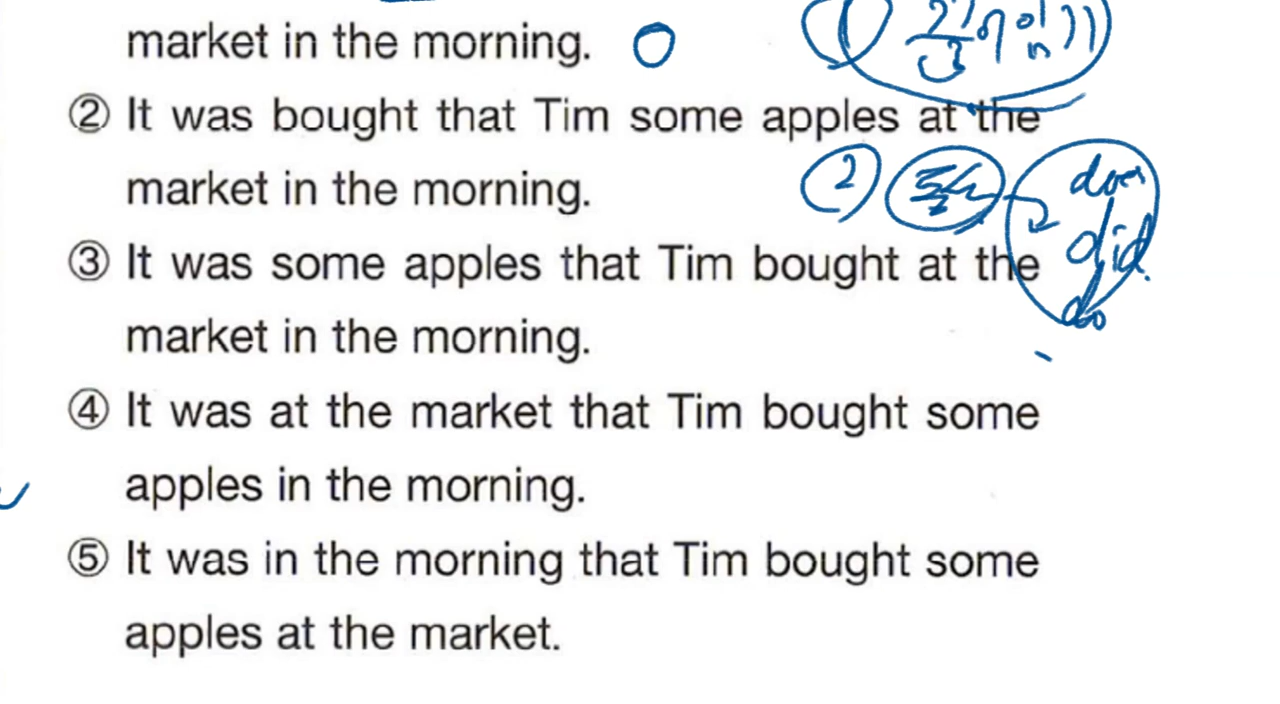 market in the morning.
② It was bought that Tim some apples at the
market in the morning.
③ It was some apples that Tim bought at the
market in the morning.
④ It was at the market that Tim bought some
apples in the morning.
⑤ It was in the morning that Tim bought some
apples at the market.
①
②
does
did.
do